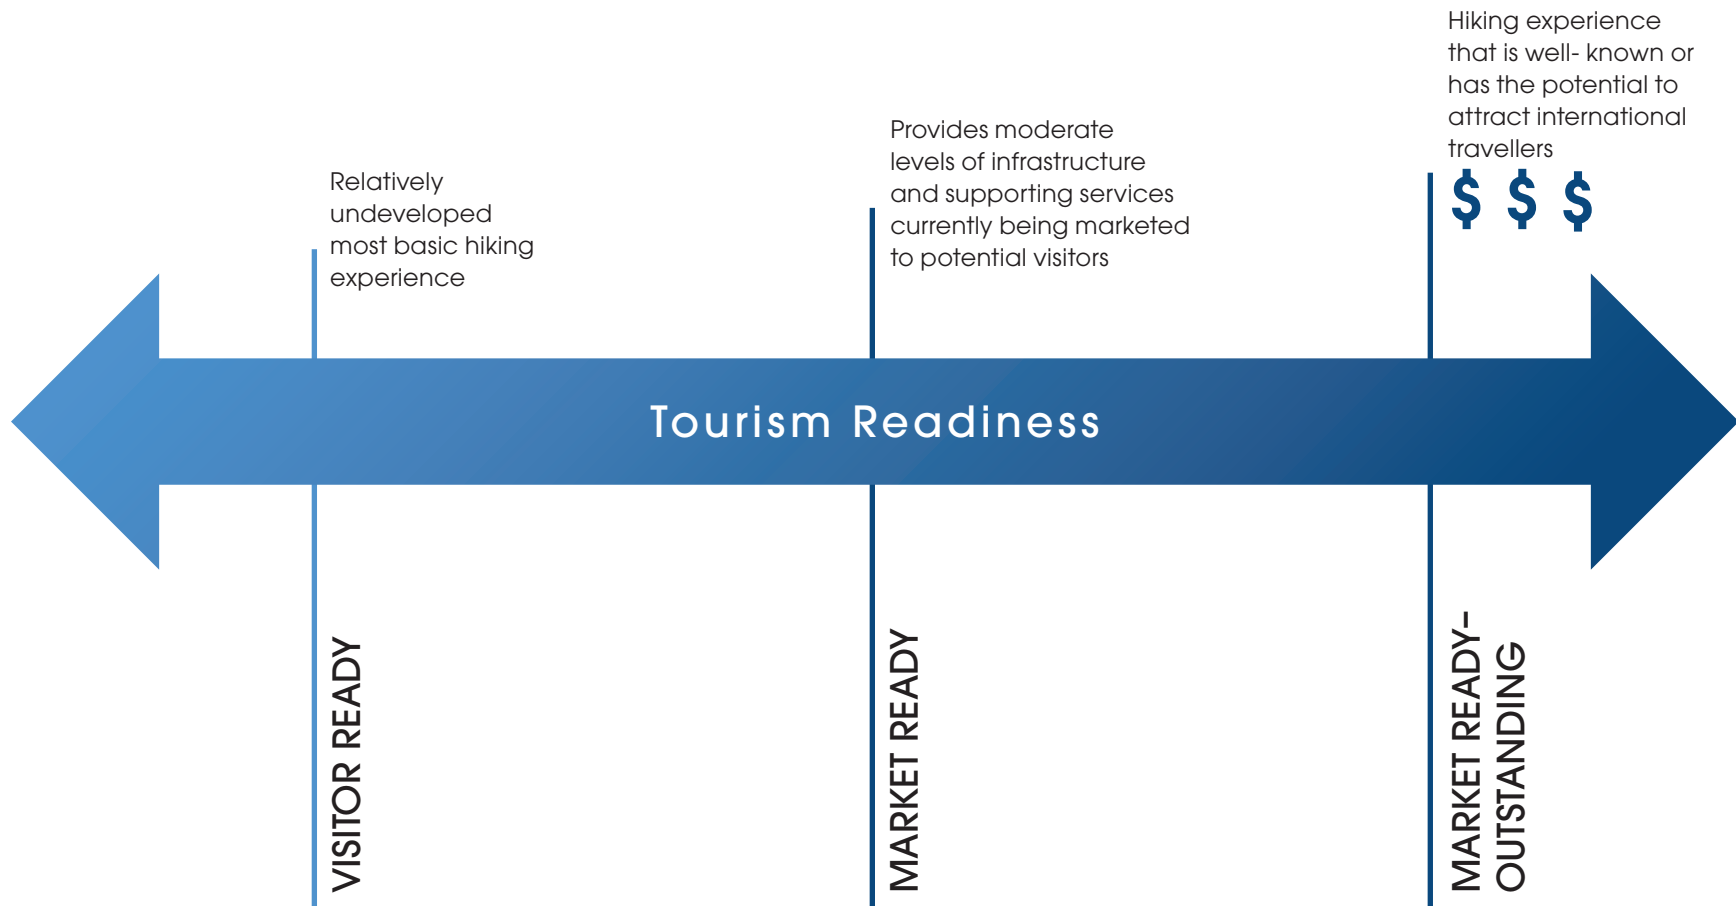 Relatively
undeveloped
most basic hiking
experience
Provides moderate
levels of infrastructure
and supporting services
currently being marketed
to potential visitors
Hiking experience
that is well- known or
has the potential to
attract international
travellers
$ $ $
Tourism Readiness
VISITOR READY
MARKET READY
MARKET READY–
OUTSTANDING